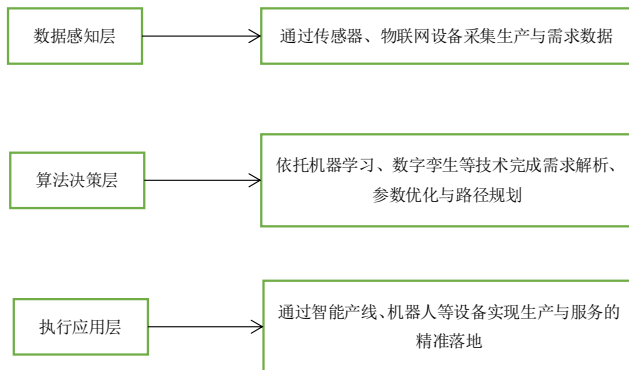 数据感知层
通过传感器、物联网设备采集生产与需求数据
算法决策层
依托机器学习、数字孪生等技术完成需求解析、
参数优化与路径规划
执行应用层
通过智能产线、机器人等设备实现生产与服务的
精准落地